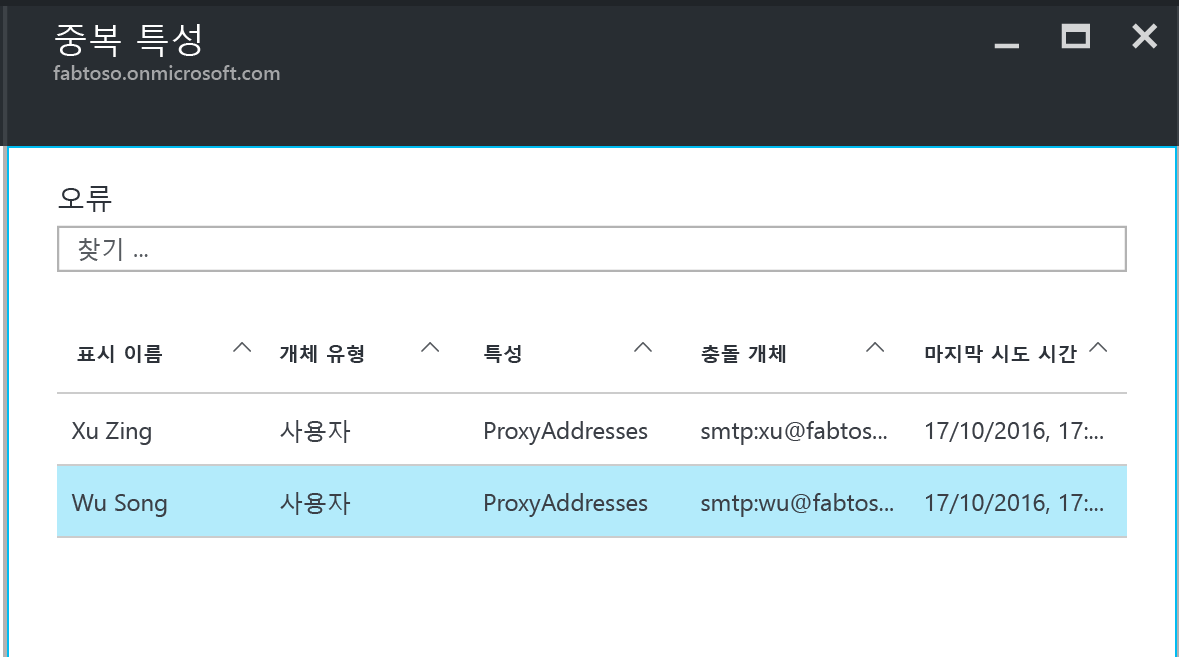 중복 특성
fabtoso.onmicrosoft.com
오류
찾기 ...
표시 이름 개체 유형 특성 충돌 개체 마지막 시도 시간
Xu Zing 사용자 ProxyAddresses smtp:xu@fabtos... 17/10/2016, 17:...
Wu Song 사용자 ProxyAddresses smtp:wu@fabtos... 17/10/2016, 17:...